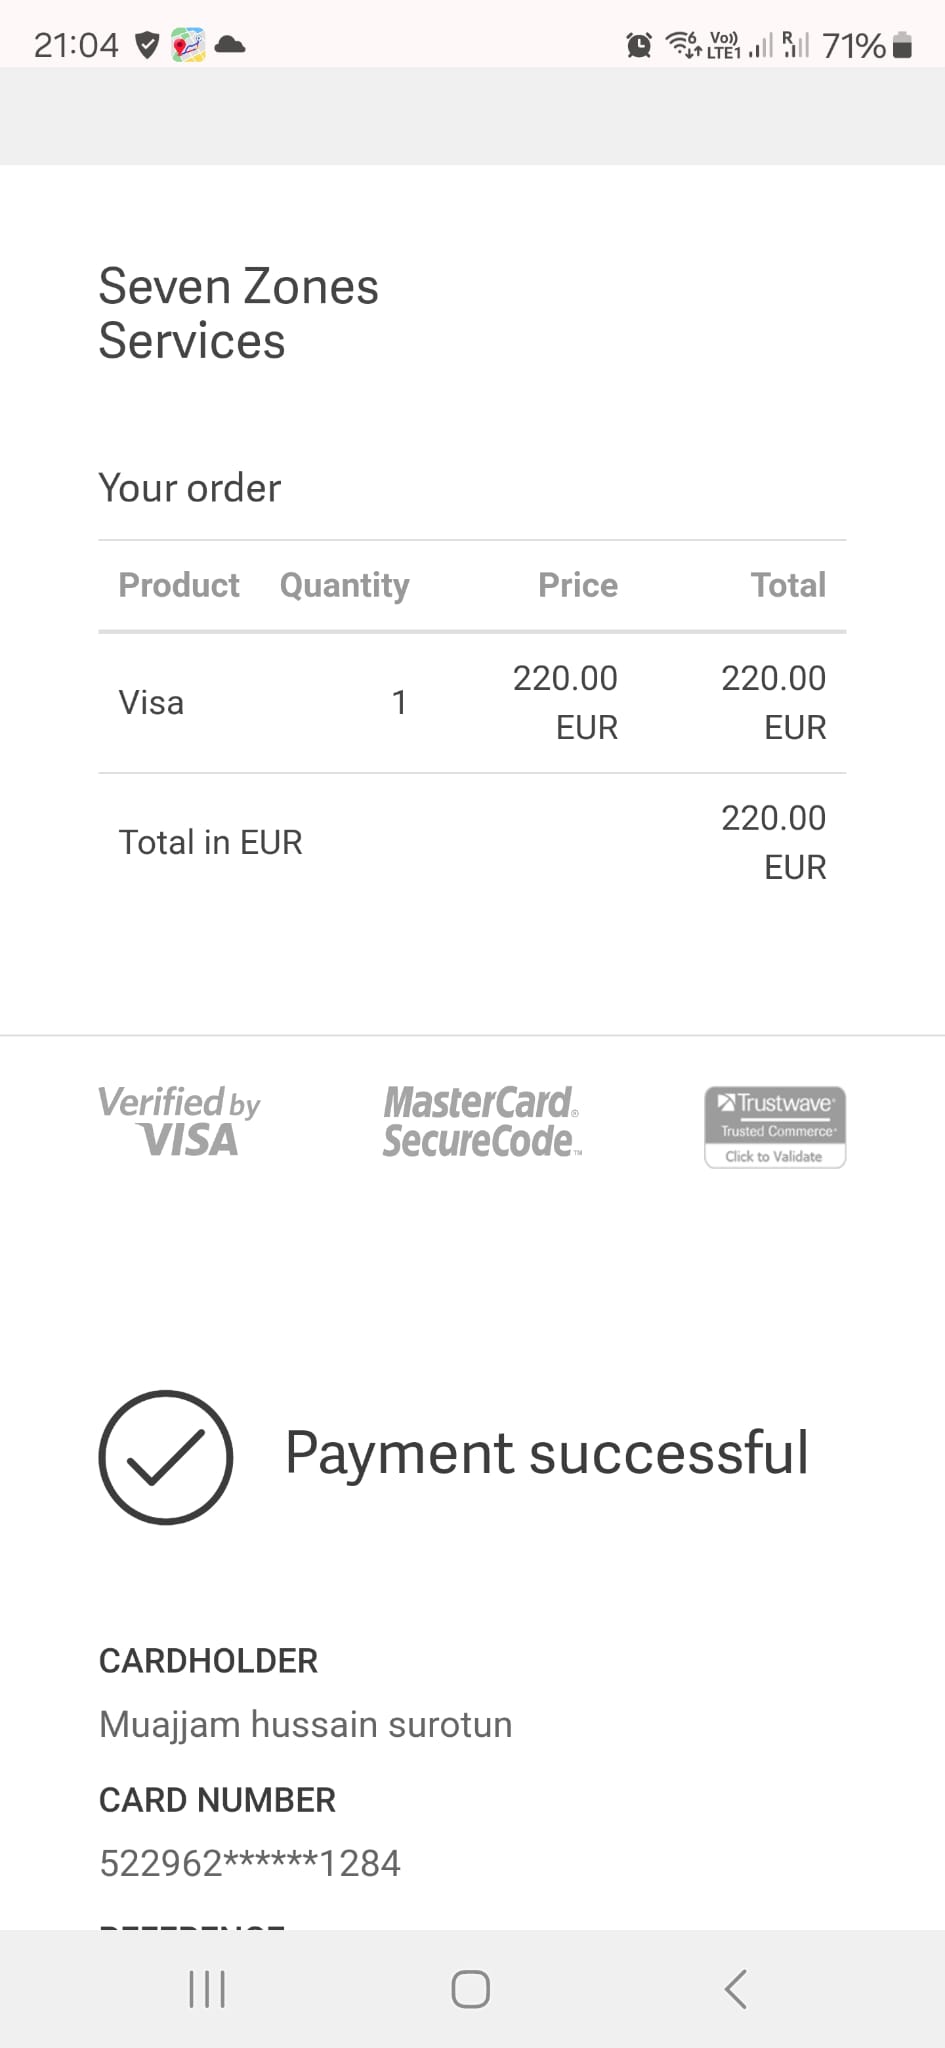 21:04 6 Vo)) LTE1 R 71%
Seven Zones
Services
Your order
Product Quantity Price Total
Visa 1 220.00 EUR 220.00 EUR
Total in EUR 220.00 EUR
Verified by VISA
MasterCard® SecureCode™
Trustwave®
Trusted Commerce®
Click to Validate
Payment successful
CARDHOLDER
Muajjam hussain surotun
CARD NUMBER
522962******1284